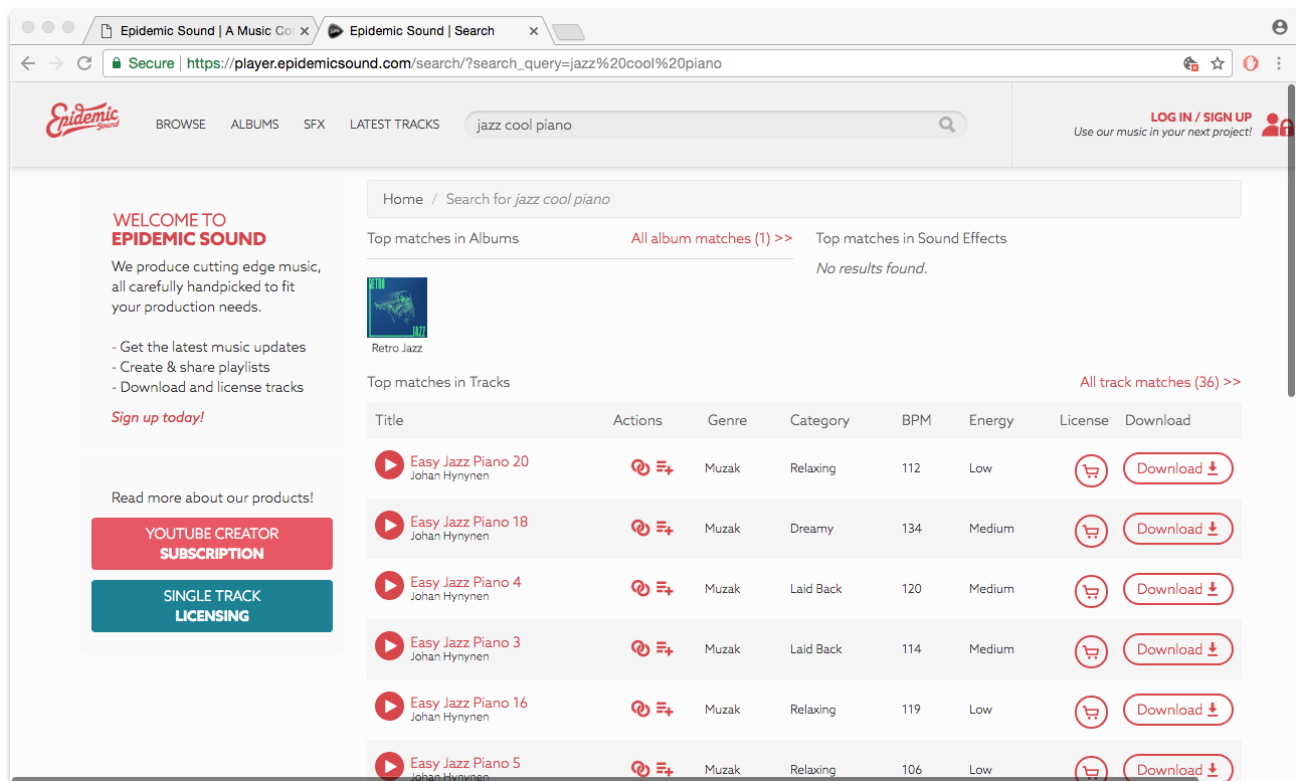 Epidemic Sound | A Music Co
Epidemic Sound | Search
Secure | https://player.epidemicsound.com/search/?search_query=jazz%20cool%20piano
Epidemic Sound
BROWSE ALBUMS SFX LATEST TRACKS jazz cool piano
LOG IN / SIGN UP
Use our music in your next project!
WELCOME TO
EPIDEMIC SOUND
We produce cutting edge music,
all carefully handpicked to fit
your production needs.
- Get the latest music updates
- Create & share playlists
- Download and license tracks
Sign up today!
Read more about our products!
YOUTUBE CREATOR
SUBSCRIPTION
SINGLE TRACK
LICENSING
Home / Search for jazz cool piano
Top matches in Albums All album matches (1) >>
RETRO
JAZZ
Retro Jazz
Top matches in Sound Effects
No results found.
Top matches in Tracks All track matches (36) >>
Title Actions Genre Category BPM Energy License Download
Easy Jazz Piano 20 Muzak Relaxing 112 Low Download
Johan Hynynen
Easy Jazz Piano 18 Muzak Dreamy 134 Medium Download
Johan Hynynen
Easy Jazz Piano 4 Muzak Laid Back 120 Medium Download
Johan Hynynen
Easy Jazz Piano 3 Muzak Laid Back 114 Medium Download
Johan Hynynen
Easy Jazz Piano 16 Muzak Relaxing 119 Low Download
Johan Hynynen
Easy Jazz Piano 5 Muzak Relaxing 106 Low Download
Johan Hynynen